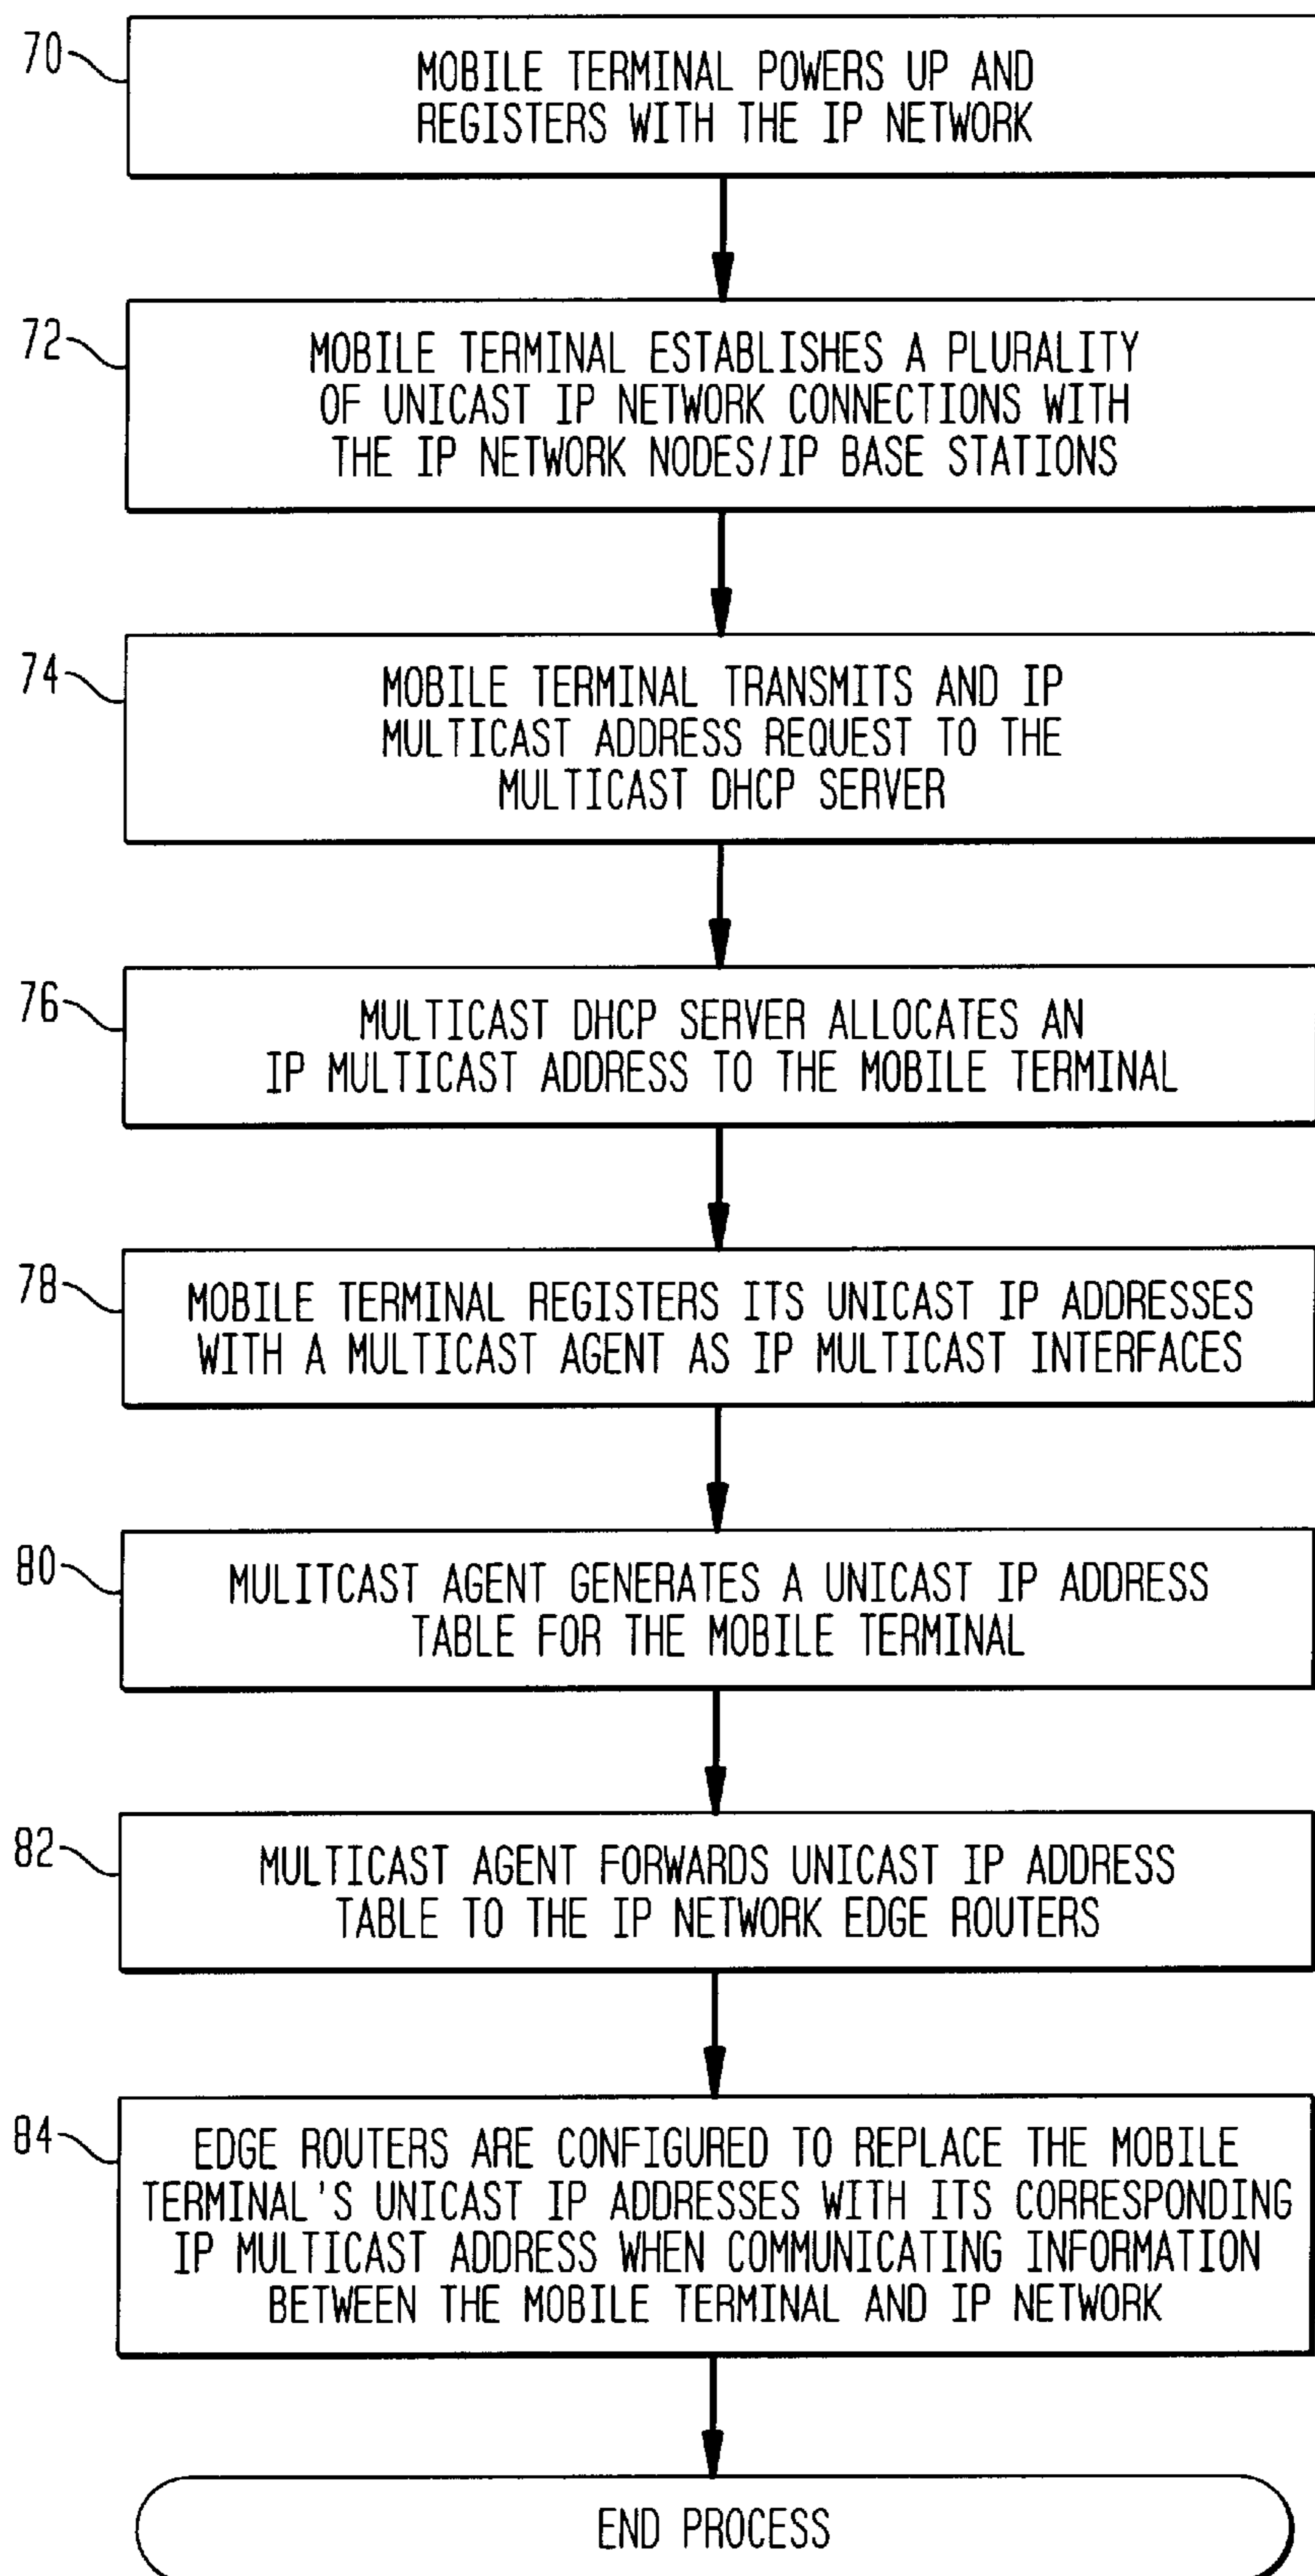 70
MOBILE TERMINAL POWERS UP AND
REGISTERS WITH THE IP NETWORK
72
MOBILE TERMINAL ESTABLISHES A PLURALITY
OF UNICAST IP NETWORK CONNECTIONS WITH
THE IP NETWORK NODES/IP BASE STATIONS
74
MOBILE TERMINAL TRANSMITS AND IP
MULTICAST ADDRESS REQUEST TO THE
MULTICAST DHCP SERVER
76
MULTICAST DHCP SERVER ALLOCATES AN
IP MULTICAST ADDRESS TO THE MOBILE TERMINAL
78
MOBILE TERMINAL REGISTERS ITS UNICAST IP ADDRESSES
WITH A MULTICAST AGENT AS IP MULTICAST INTERFACES
80
MULITCAST AGENT GENERATES A UNICAST IP ADDRESS
TABLE FOR THE MOBILE TERMINAL
82
MULTICAST AGENT FORWARDS UNICAST IP ADDRESS
TABLE TO THE IP NETWORK EDGE ROUTERS
84
EDGE ROUTERS ARE CONFIGURED TO REPLACE THE MOBILE
TERMINAL'S UNICAST IP ADDRESSES WITH ITS CORRESPONDING
IP MULTICAST ADDRESS WHEN COMMUNICATING INFORMATION
BETWEEN THE MOBILE TERMINAL AND IP NETWORK
END PROCESS